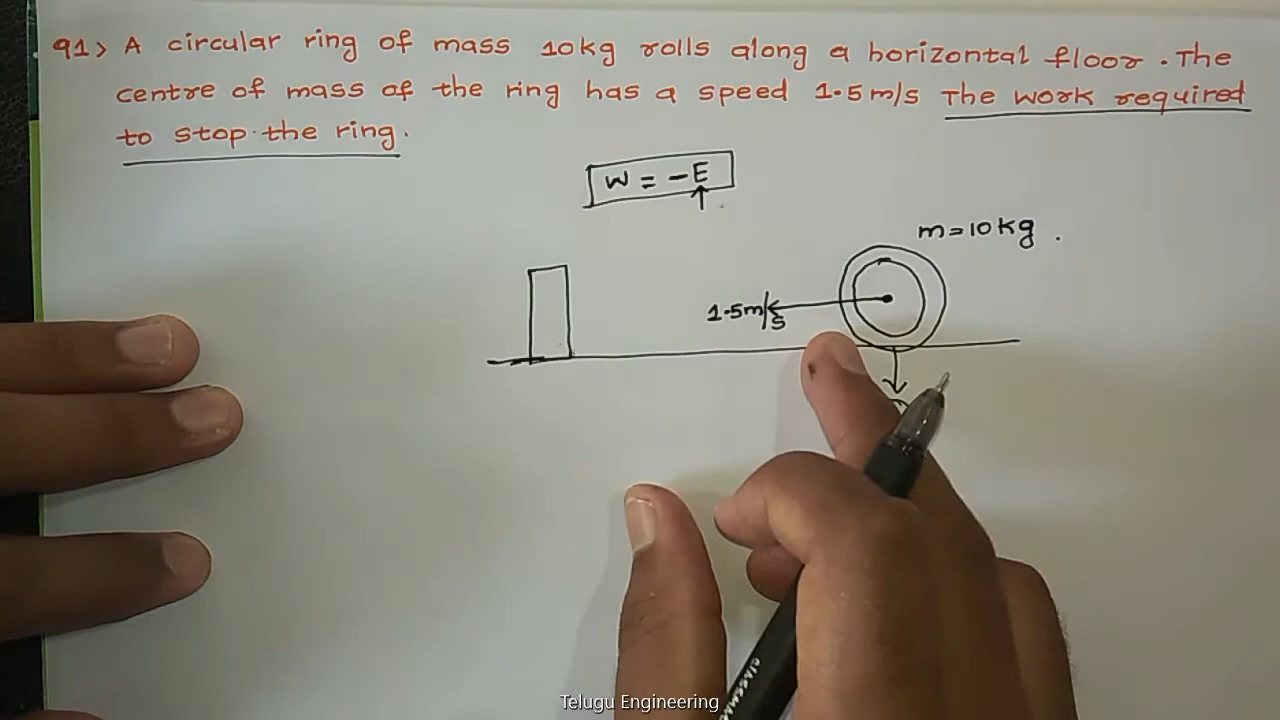 Q1> A circular ring of mass 10kg rolls along a horizontal floor. The
centre of mass of the ring has a speed 1.5m/s The work required
to stop the ring.
W = -E
m=10kg.
1.5m/s
Telugu Engineering